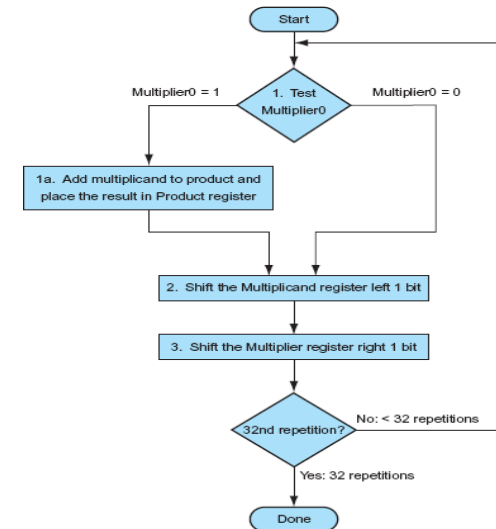 Start
Multiplier0 = 1
1. Test
Multiplier0
Multiplier0 = 0
1a. Add multiplicand to product and
place the result in Product register
2. Shift the Multiplicand register left 1 bit
3. Shift the Multiplier register right 1 bit
32nd repetition?
No: < 32 repetitions
Yes: 32 repetitions
Done